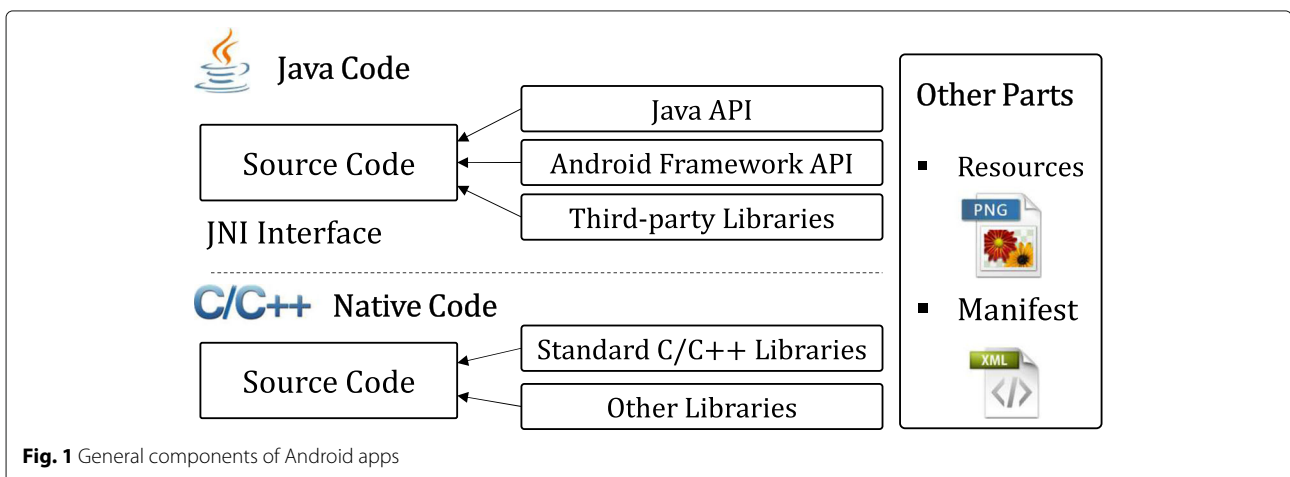 Java Code
Source Code
Java API
Android Framework API
Third-party Libraries
JNI Interface
C/C++ Native Code
Source Code
Standard C/C++ Libraries
Other Libraries
Other Parts
▪ Resources
PNG
▪ Manifest
XML
</>
Fig. 1 General components of Android apps